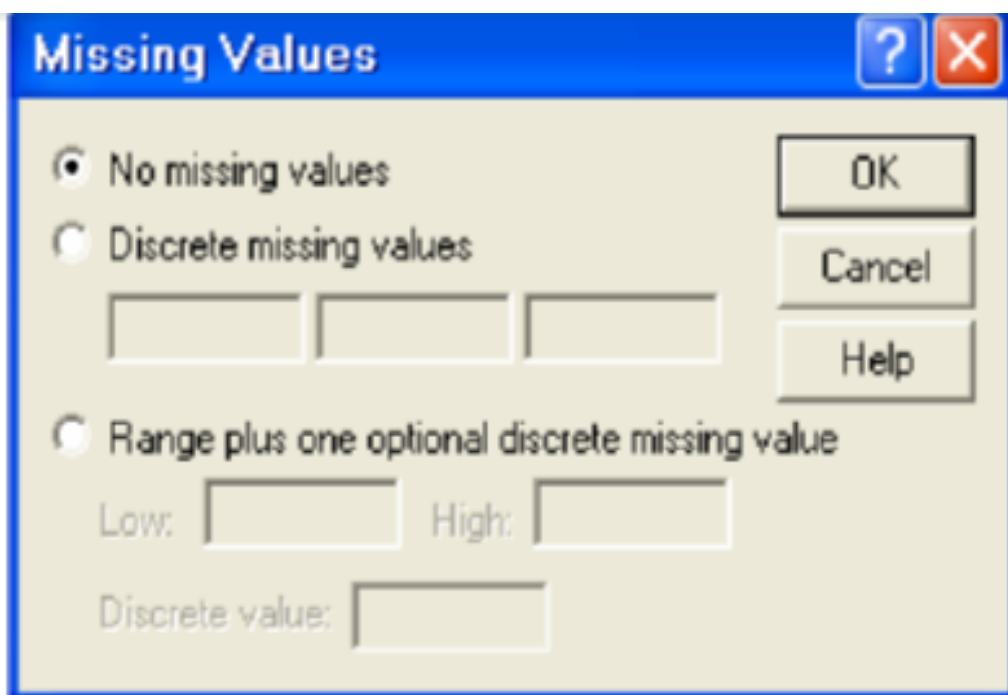 Missing Values
No missing values
OK
Discrete missing values
Cancel
Help
Range plus one optional discrete missing value
Low:
High:
Discrete value: